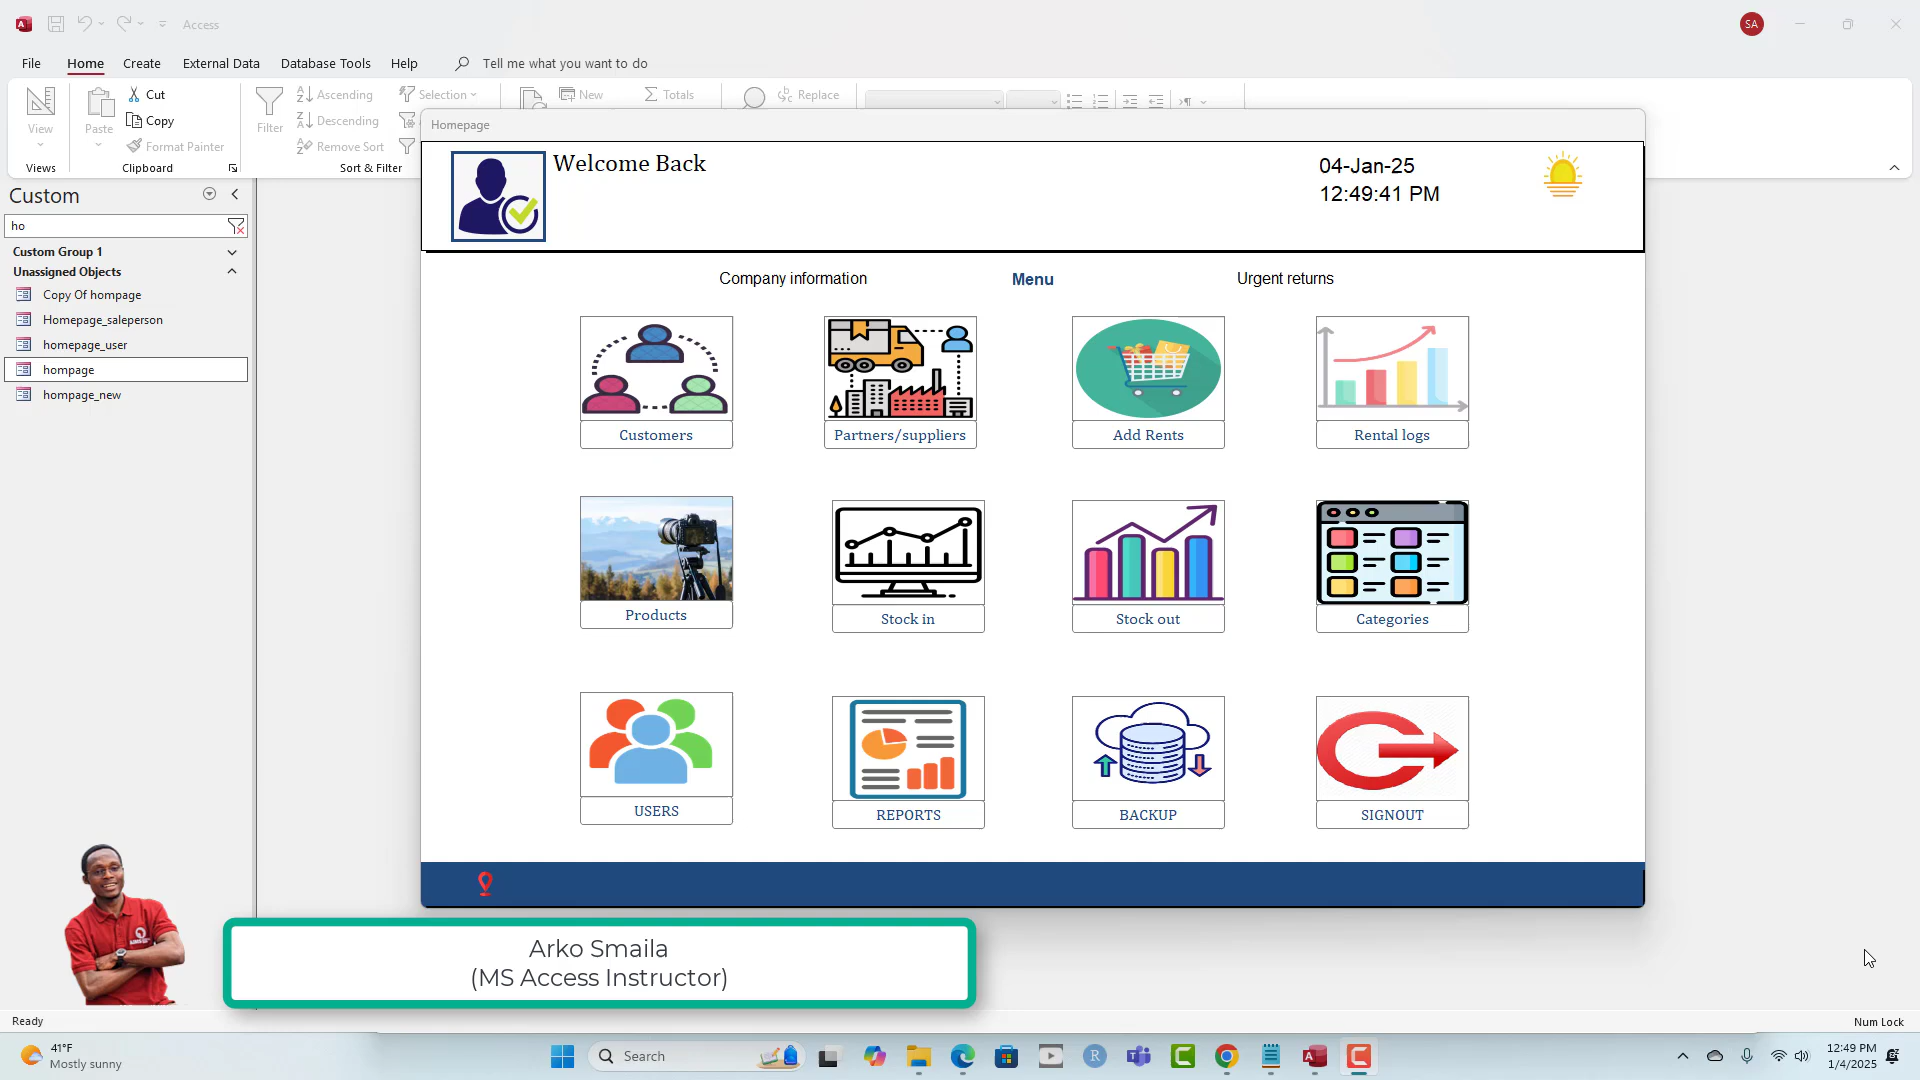 Access
SA
File
Home
Create
External Data
Database Tools
Help
Tell me what you want to do
View
Views
Paste
Cut
Copy
Format Painter
Clipboard
Filter
Ascending
Descending
Remove Sort
Selection
Sort & Filter
New
Totals
Replace
Custom
ho
Custom Group 1
Unassigned Objects
Copy Of hompage
Homepage_saleperson
homepage_user
hompage
hompage_new
Homepage
Welcome Back
04-Jan-25
12:49:41 PM
Company information
Menu
Urgent returns
Customers
Partners/suppliers
Add Rents
Rental logs
Products
Stock in
Stock out
Categories
USERS
REPORTS
BACKUP
SIGNOUT
Arko Smaila
(MS Access Instructor)
Ready
Num Lock
41°F
Mostly sunny
Search
12:49 PM
1/4/2025